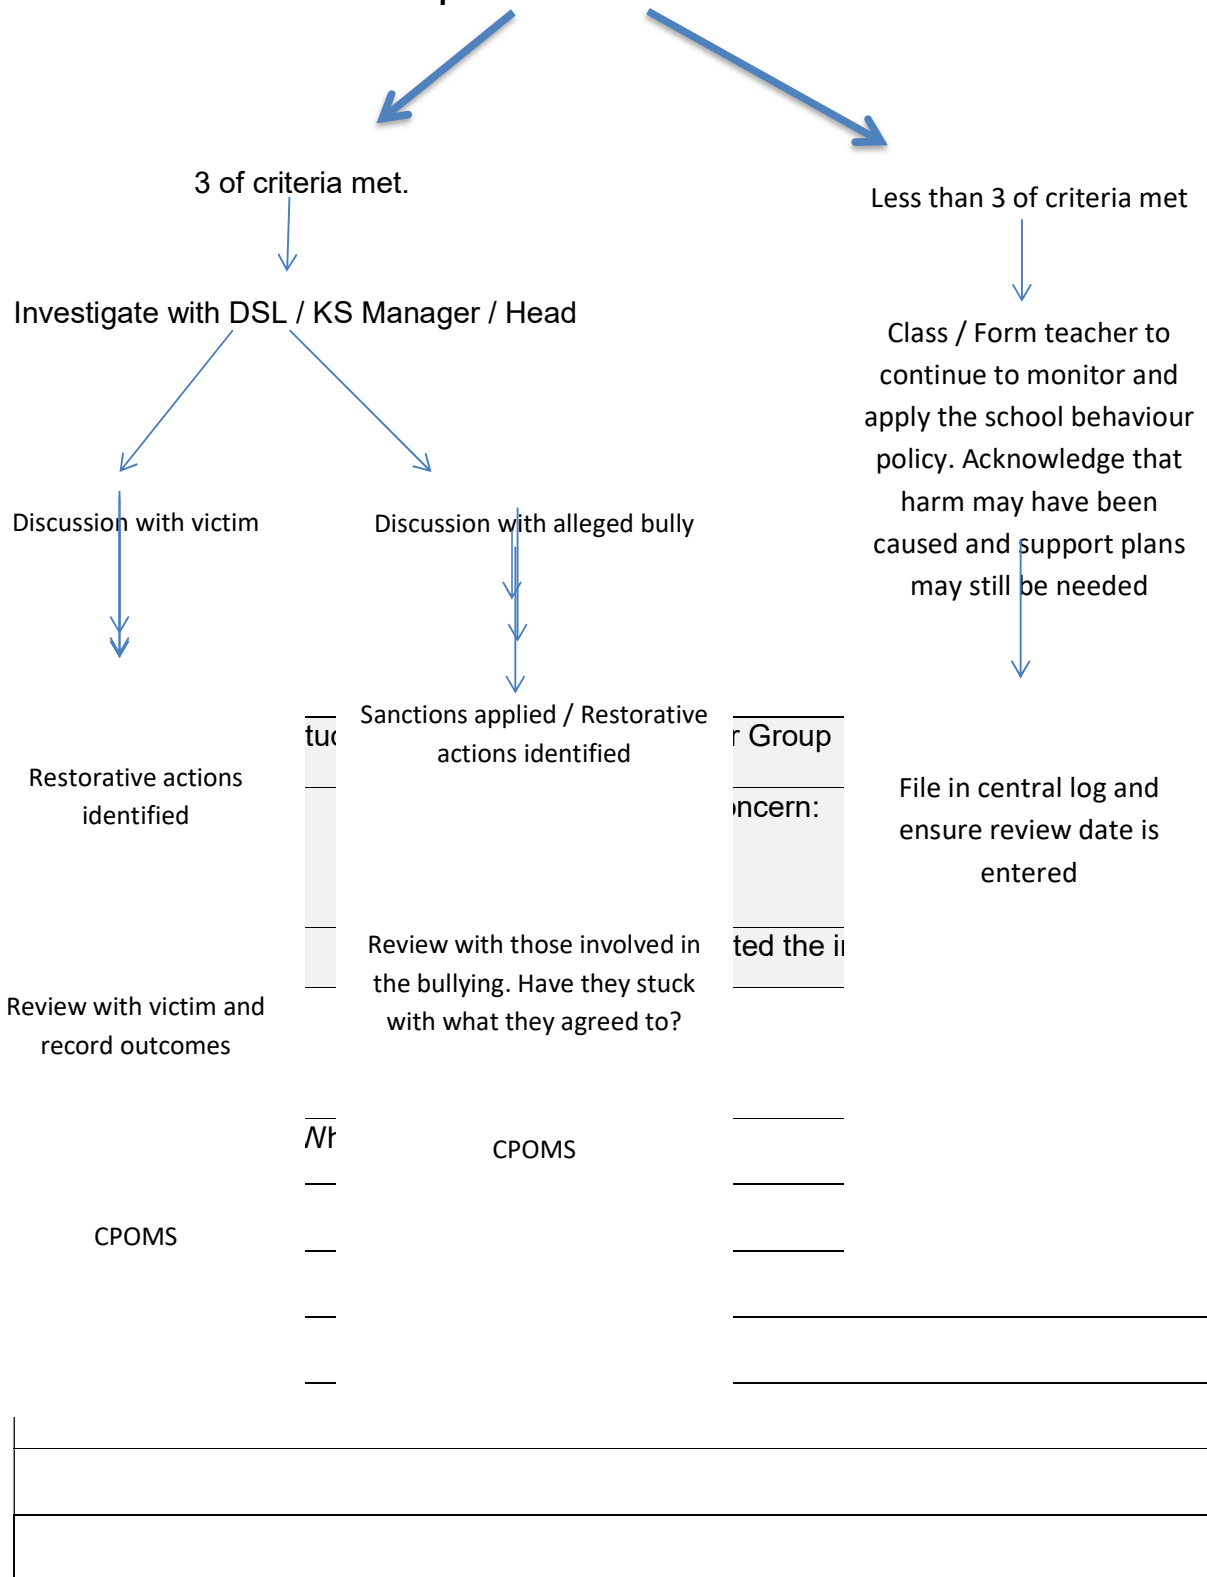 3 of criteria met.
Less than 3 of criteria met
Investigate with DSL / KS Manager / Head
Class / Form teacher to
continue to monitor and
apply the school behaviour
policy. Acknowledge that
harm may have been
caused and support plans
may still be needed
Discussion with victim
Discussion with alleged bully
Sanctions applied / Restorative
actions identified
r Group
Restorative actions
identified
File in central log and
ensure review date is
entered
oncern:
Review with those involved in
the bullying. Have they stuck
with what they agreed to?
ted the i
Review with victim and
record outcomes
CPOMS
CPOMS